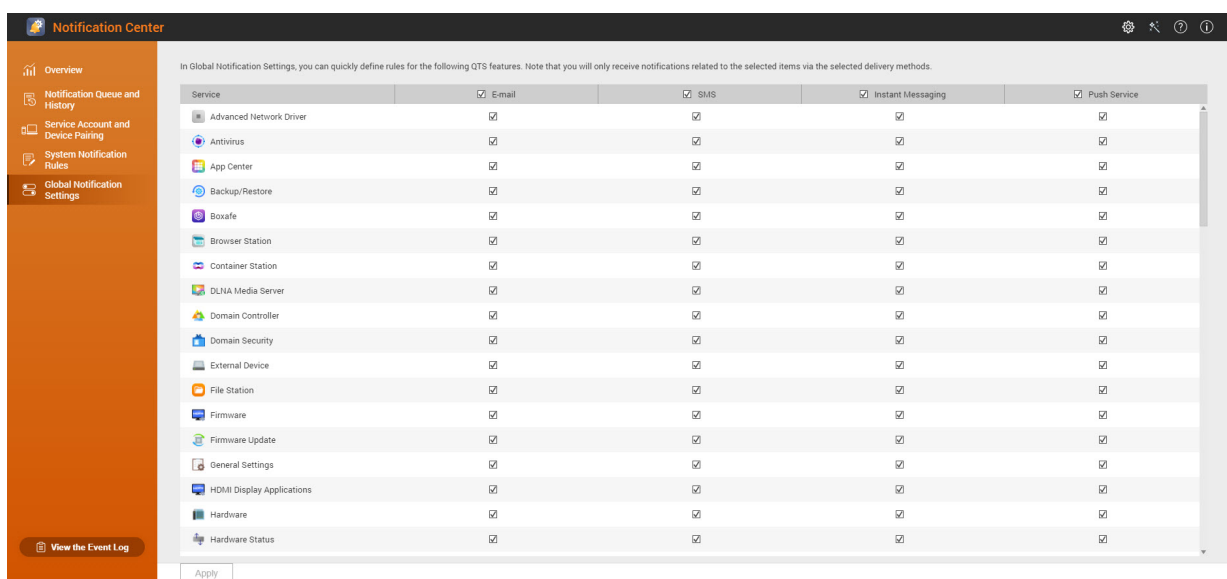 Notification Center
Overview
Notification Queue and
History
Service Account and
Device Pairing
System Notification
Rules
Global Notification
Settings
View the Event Log
In Global Notification Settings, you can quickly define rules for the following QTS features. Note that you will only receive notifications related to the selected items via the selected delivery methods.
Service E-mail SMS Instant Messaging Push Service
Advanced Network Driver
Antivirus
App Center
Backup/Restore
Boxafe
Browser Station
Container Station
DLNA Media Server
Domain Controller
Domain Security
External Device
File Station
Firmware
Firmware Update
General Settings
HDMI Display Applications
Hardware
Hardware Status
Apply